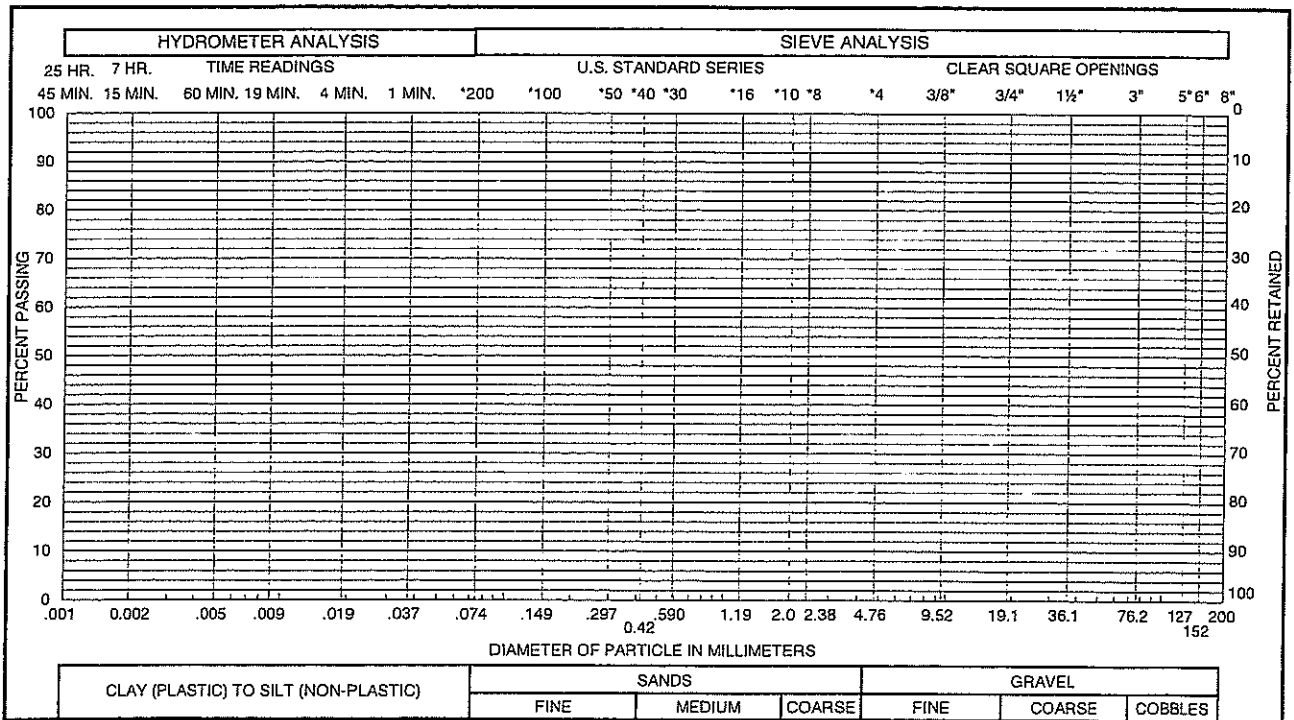 HYDROMETER ANALYSIS SIEVE ANALYSIS
25 HR. 7 HR. TIME READINGS U.S. STANDARD SERIES CLEAR SQUARE OPENINGS
45 MIN. 15 MIN. 60 MIN. 19 MIN. 4 MIN. 1 MIN. *200 *100 *50 *40 *30 *16 *10 *8 *4 3/8" 3/4" 1½" 3" 5" 6" 8"
100 0
90 10
80 20
70 30
60 40
50 50
40 60
30 70
20 80
10 90
0 100
PERCENT PASSING
PERCENT RETAINED
.001 0.002 .005 .009 .019 .037 .074 .149 .297 .590 1.19 2.0 2.38 4.76 9.52 19.1 36.1 76.2 127 200
0.42 152
DIAMETER OF PARTICLE IN MILLIMETERS
CLAY (PLASTIC) TO SILT (NON-PLASTIC) SANDS GRAVEL
FINE MEDIUM COARSE FINE COARSE COBBLES